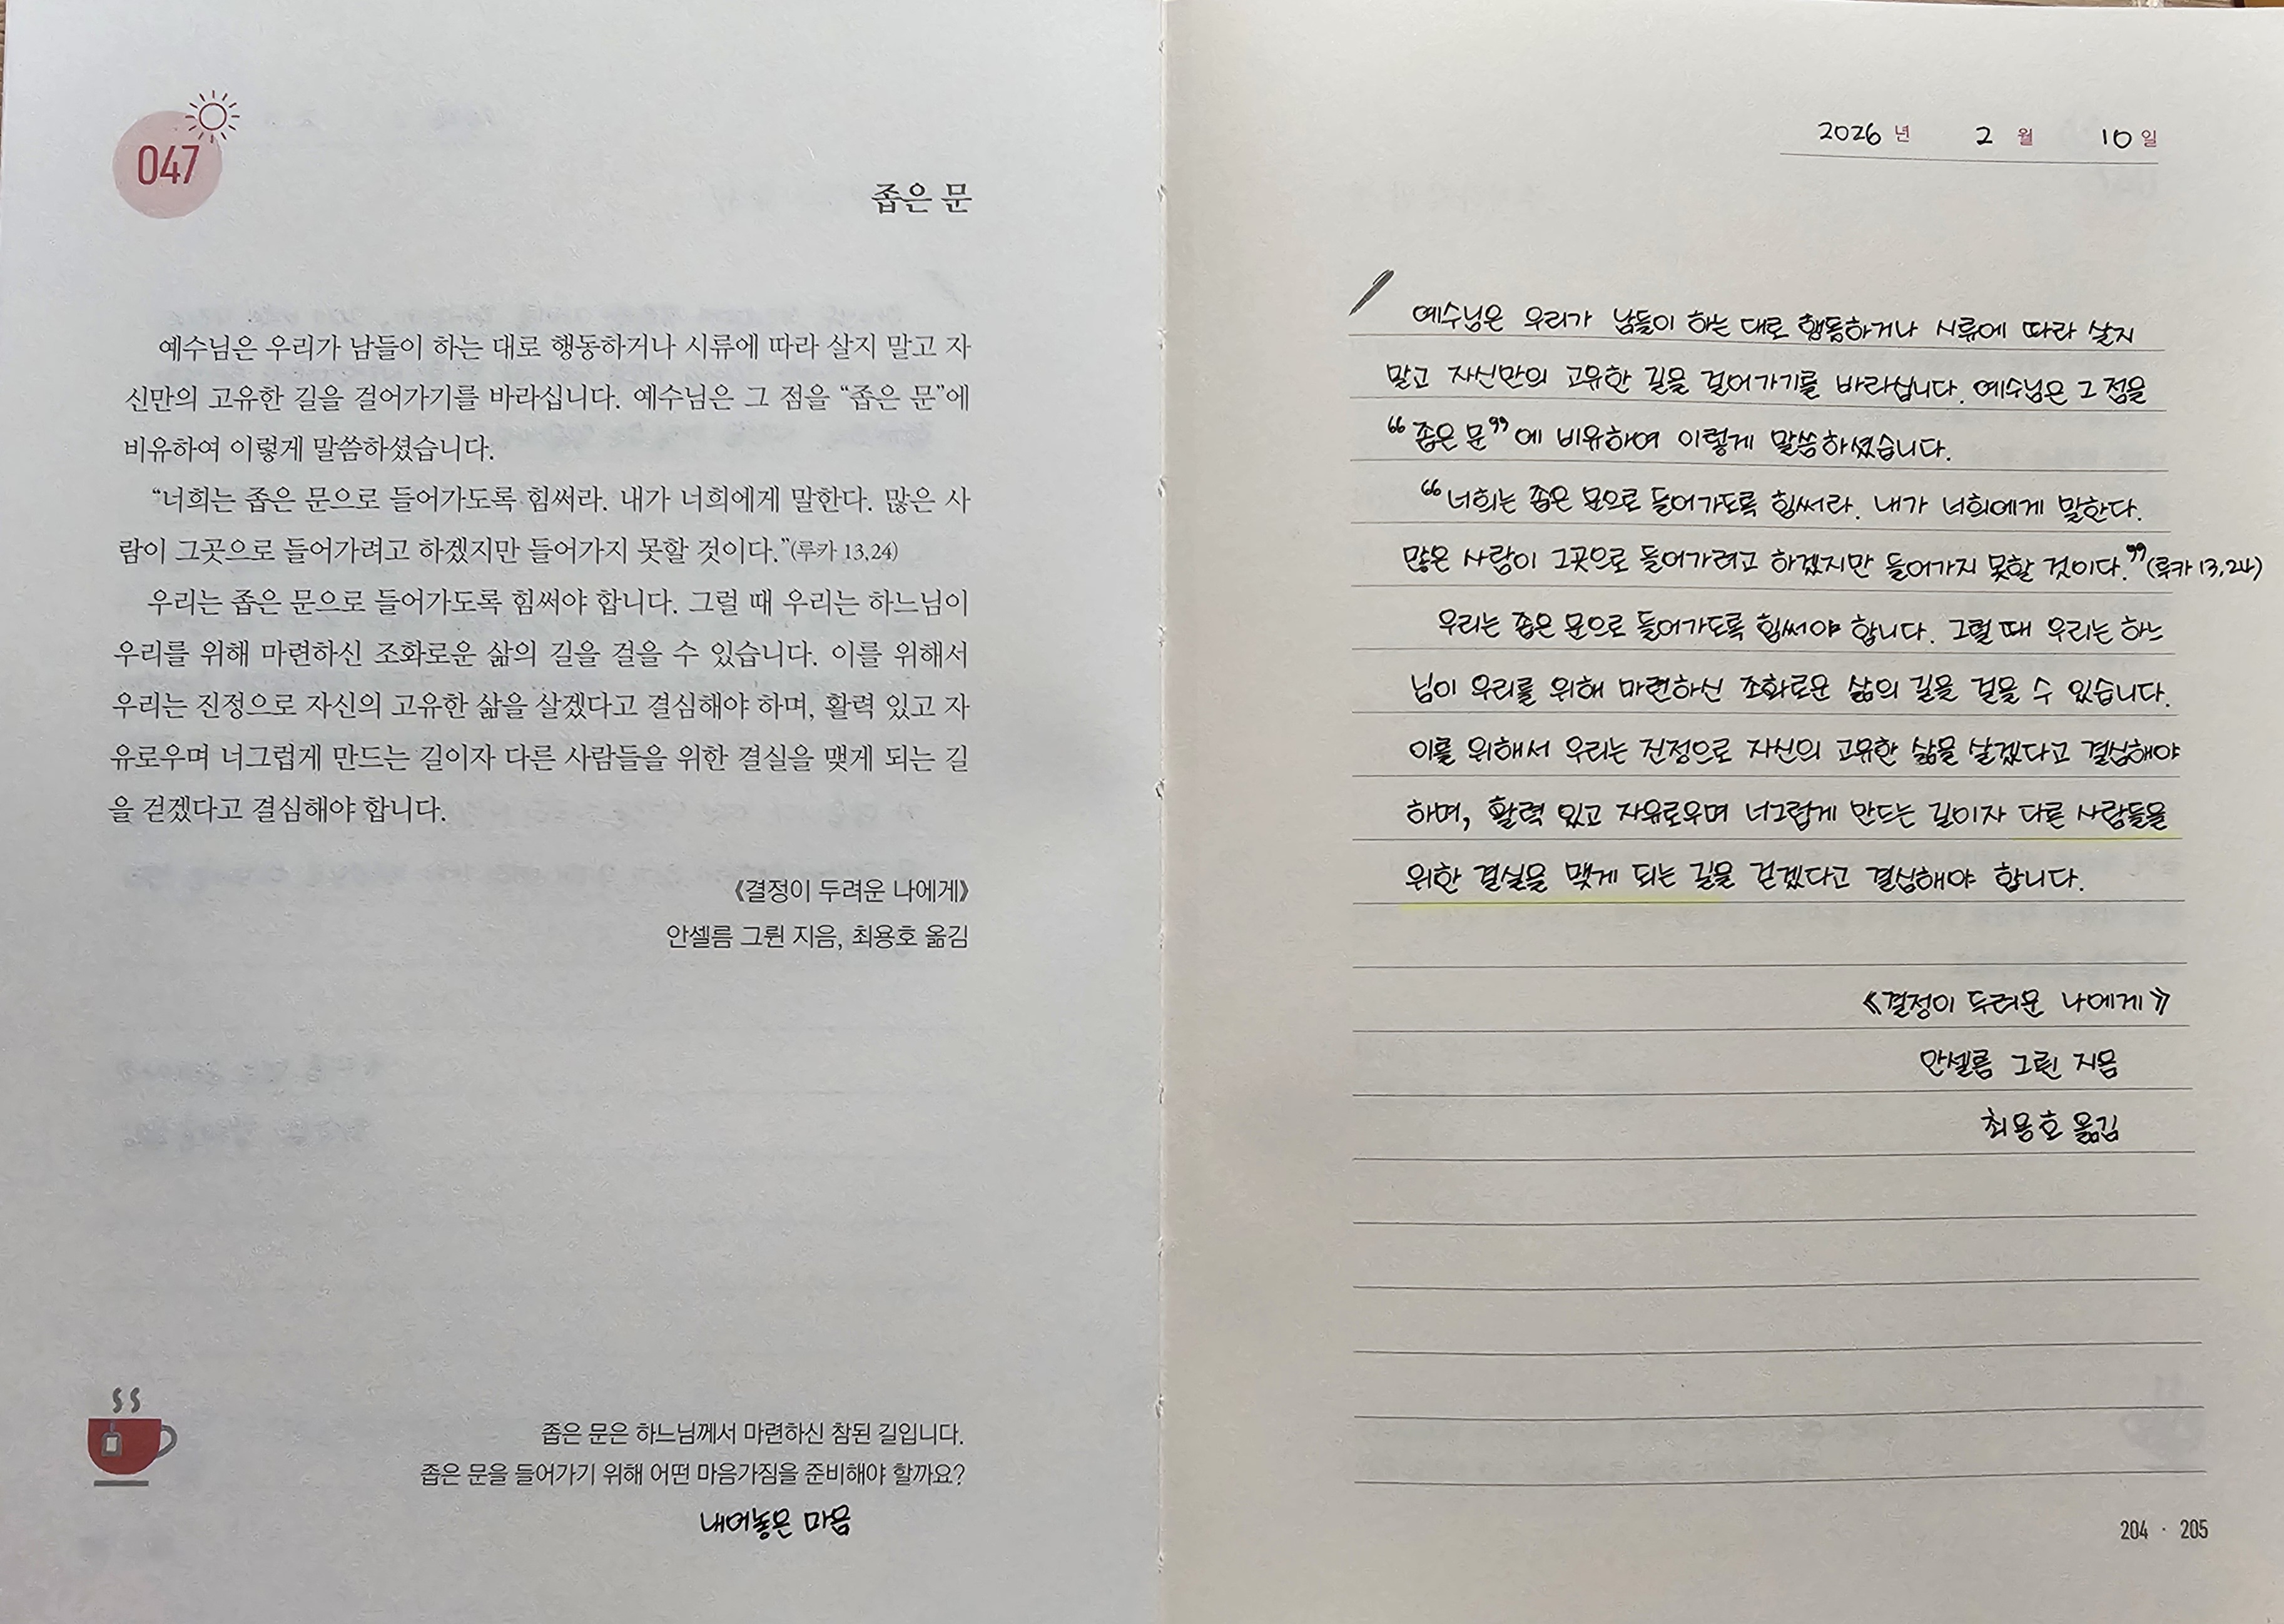 047
좁은 문
예수님은 우리가 남들이 하는 대로 행동하거나 시류에 따라 살지 말고 자
신만의 고유한 길을 걸어가기를 바라십니다. 예수님은 그 점을 “좁은 문”에
비유하여 이렇게 말씀하셨습니다.
“너희는 좁은 문으로 들어가도록 힘써라. 내가 너희에게 말한다. 많은 사
람이 그곳으로 들어가려고 하겠지만 들어가지 못할 것이다.”(루카 13,24)
우리는 좁은 문으로 들어가도록 힘써야 합니다. 그럴 때 우리는 하느님이
우리를 위해 마련하신 조화로운 삶의 길을 걸을 수 있습니다. 이를 위해서
우리는 진정으로 자신의 고유한 삶을 살겠다고 결심해야 하며, 활력 있고 자
유로우며 너그럽게 만드는 길이자 다른 사람들을 위한 결실을 맺게 되는 길
을 걷겠다고 결심해야 합니다.
《결정이 두려운 나에게》
안셀름 그륀 지음, 최용호 옮김
좁은 문은 하느님께서 마련하신 참된 길입니다.
좁은 문을 들어가기 위해 어떤 마음가짐을 준비해야 할까요?
내어놓은 마음
2026 년 2 월 10 일
예수님은 우리가 남들이 하는 대로 행동하거나 시류에 따라 살지
말고 자신만의 고유한 길을 걸어가기를 바라십니다. 예수님은 그 점을
“좁은 문”에 비유하여 이렇게 말씀하셨습니다.
“너희는 좁은 문으로 들어가도록 힘써라. 내가 너희에게 말한다.
많은 사람이 그곳으로 들어가려고 하겠지만 들어가지 못할 것이다.”(루카 13,24)
우리는 좁은 문으로 들어가도록 힘써야 합니다. 그럴 때 우리는 하느
님이 우리를 위해 마련하신 조화로운 삶의 길을 걸을 수 있습니다.
이를 위해서 우리는 진정으로 자신의 고유한 삶을 살겠다고 결심해야
하며, 활력 있고 자유로우며 너그럽게 만드는 길이자 다른 사람들을
위한 결실을 맺게 되는 길을 걷겠다고 결심해야 합니다.
《결정이 두려운 나에게》
안셀름 그륀 지음
최용호 옮김
204 · 205